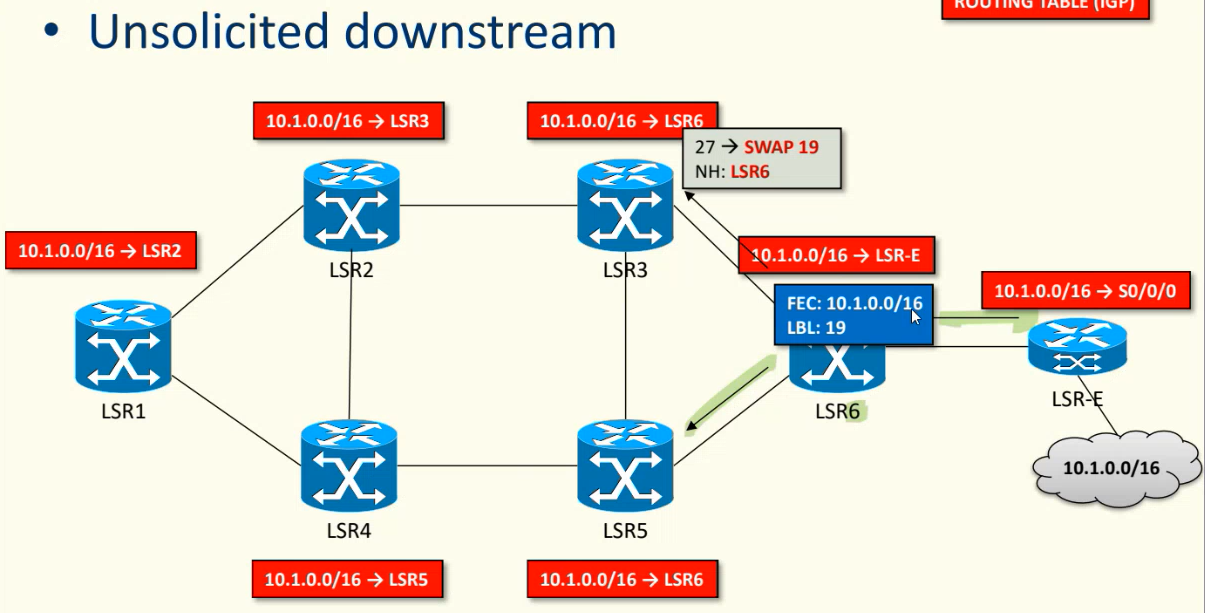 ROUTING TABLE (IGP)
• Unsolicited downstream
10.1.0.0/16 → LSR3
10.1.0.0/16 → LSR6
27 → SWAP 19
NH: LSR6
10.1.0.0/16 → LSR2
LSR2
LSR3
10.1.0.0/16 → LSR-E
10.1.0.0/16 → S0/0/0
FEC: 10.1.0.0/16
LBL: 19
LSR1
LSR6
LSR-E
10.1.0.0/16
LSR4
LSR5
10.1.0.0/16 → LSR5
10.1.0.0/16 → LSR6